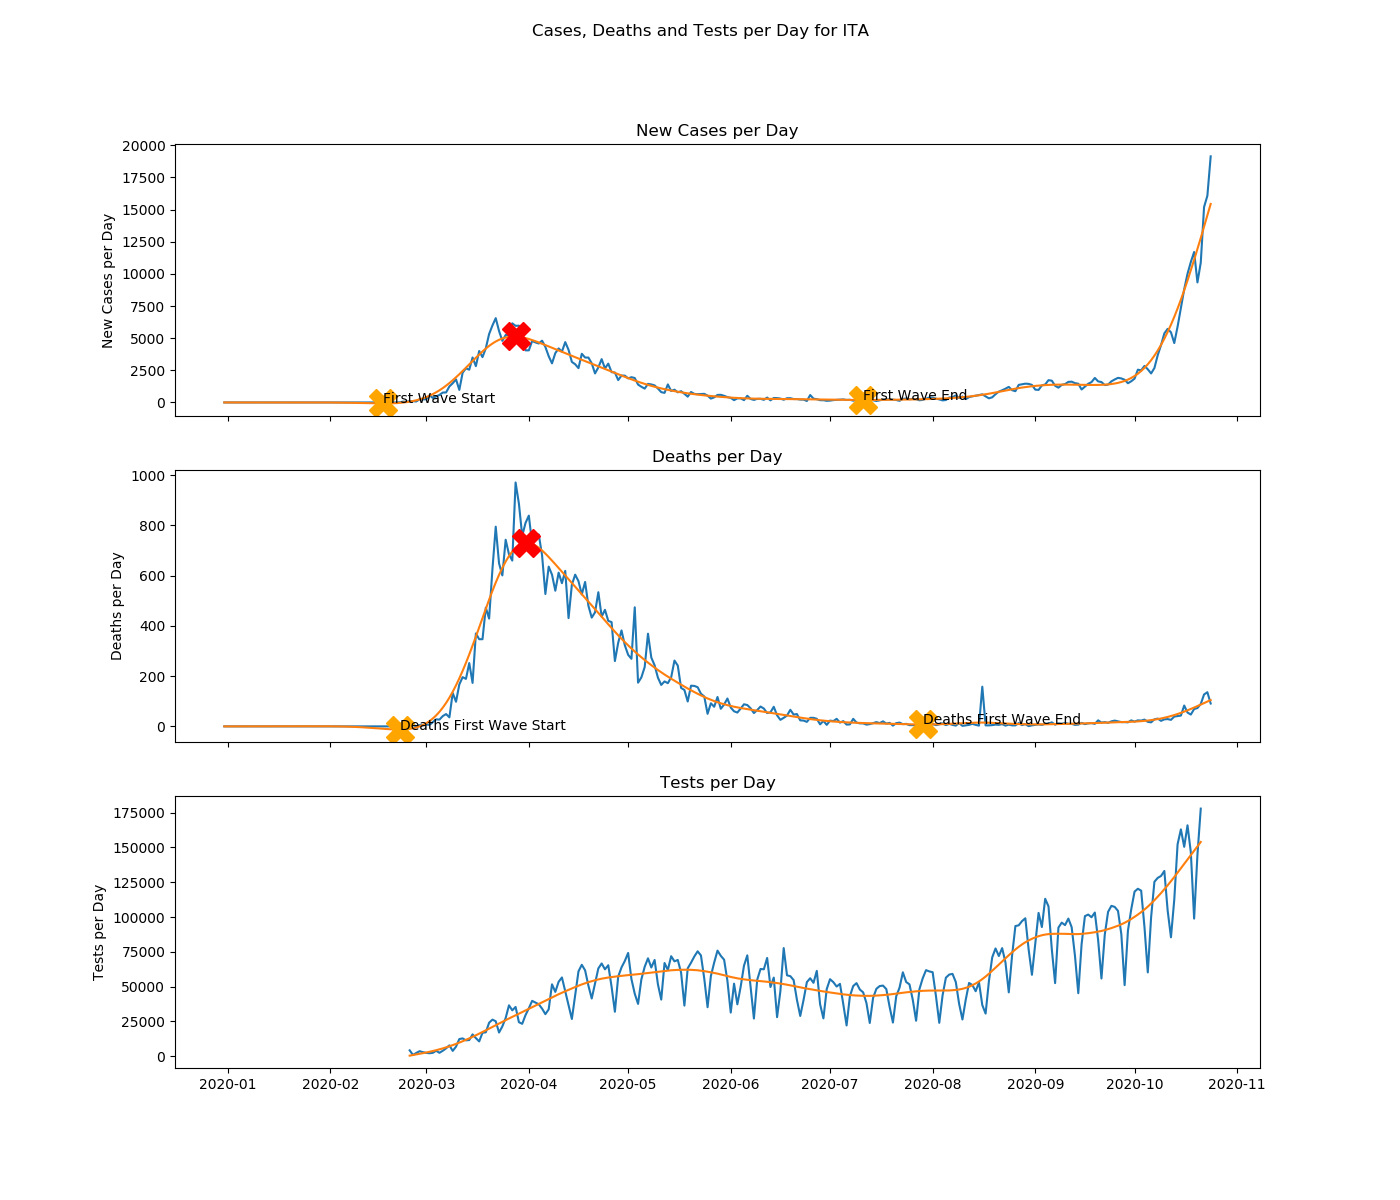 Cases, Deaths and Tests per Day for ITA
New Cases per Day
20000
17500
15000
12500
10000
7500
5000
2500
0
New Cases per Day
First Wave Start
First Wave End
Deaths per Day
1000
800
600
400
200
0
Deaths per Day
Deaths First Wave Start
Deaths First Wave End
Tests per Day
175000
150000
125000
100000
75000
50000
25000
0
Tests per Day
2020-01 2020-02 2020-03 2020-04 2020-05 2020-06 2020-07 2020-08 2020-09 2020-10 2020-11